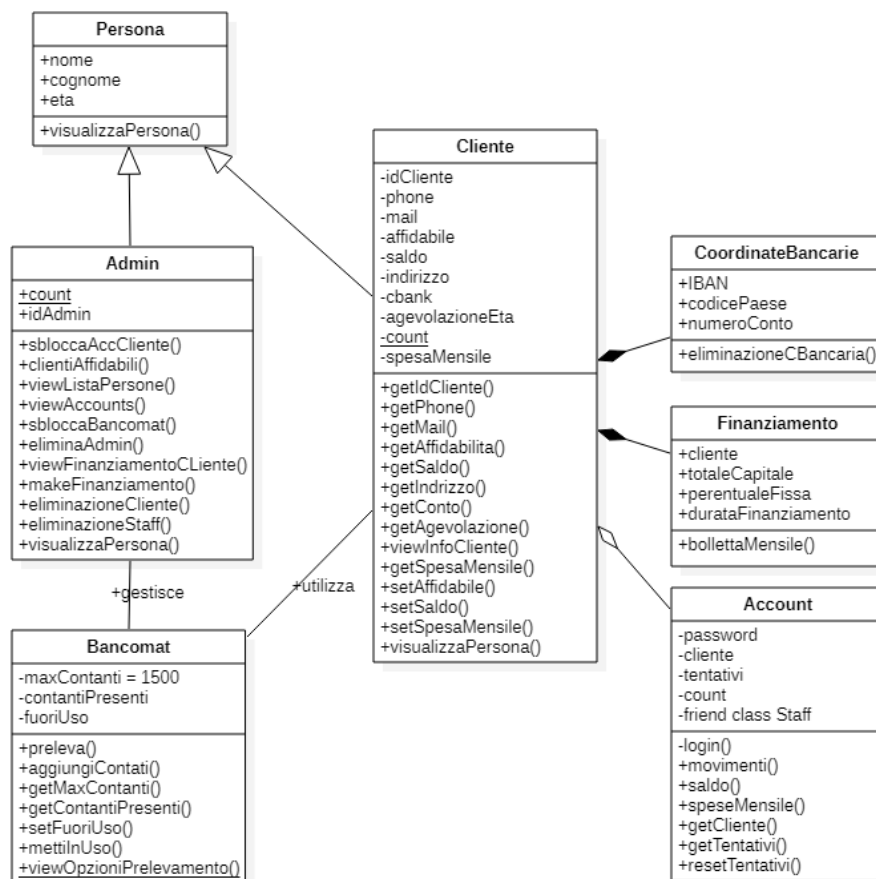 Persona
+nome
+cognome
+eta
+visualizzaPersona()
Admin
+count
+idAdmin
+sbloccaAccCliente()
+clientiAffidabili()
+viewListaPersone()
+viewAccounts()
+sbloccaBancomat()
+eliminaAdmin()
+viewFinanziamentoCLiente()
+makeFinanziamento()
+eliminazioneCliente()
+eliminazioneStaff()
+visualizzaPersona()
+gestisce
+utilizza
Bancomat
-maxContanti = 1500
-contantiPresenti
-fuoriUso
+preleva()
+aggiungiContati()
+getMaxContanti()
+getContantiPresenti()
+setFuoriUso()
+mettiInUso()
+viewOpzioniPrelevamento()
Cliente
-idCliente
-phone
-mail
-affidabile
-saldo
-indirizzo
-cbank
-agevolazioneEta
-count
-spesaMensile
+getIdCliente()
+getPhone()
+getMail()
+getAffidabilita()
+getSaldo()
+getIndrizzo()
+getConto()
+getAgevolazione()
+viewInfoCliente()
+getSpesaMensile()
+setAffidabile()
+setSaldo()
+setSpesaMensile()
+visualizzaPersona()
CoordinateBancarie
+IBAN
+codicePaese
+numeroConto
+eliminazioneCBancaria()
Finanziamento
+cliente
+totaleCapitale
+perentualeFissa
+durataFinanziamento
+bollettaMensile()
Account
-password
-cliente
-tentativi
-count
-friend class Staff
-login()
+movimenti()
+saldo()
+speseMensile()
+getCliente()
+getTentativi()
+resetTentativi()